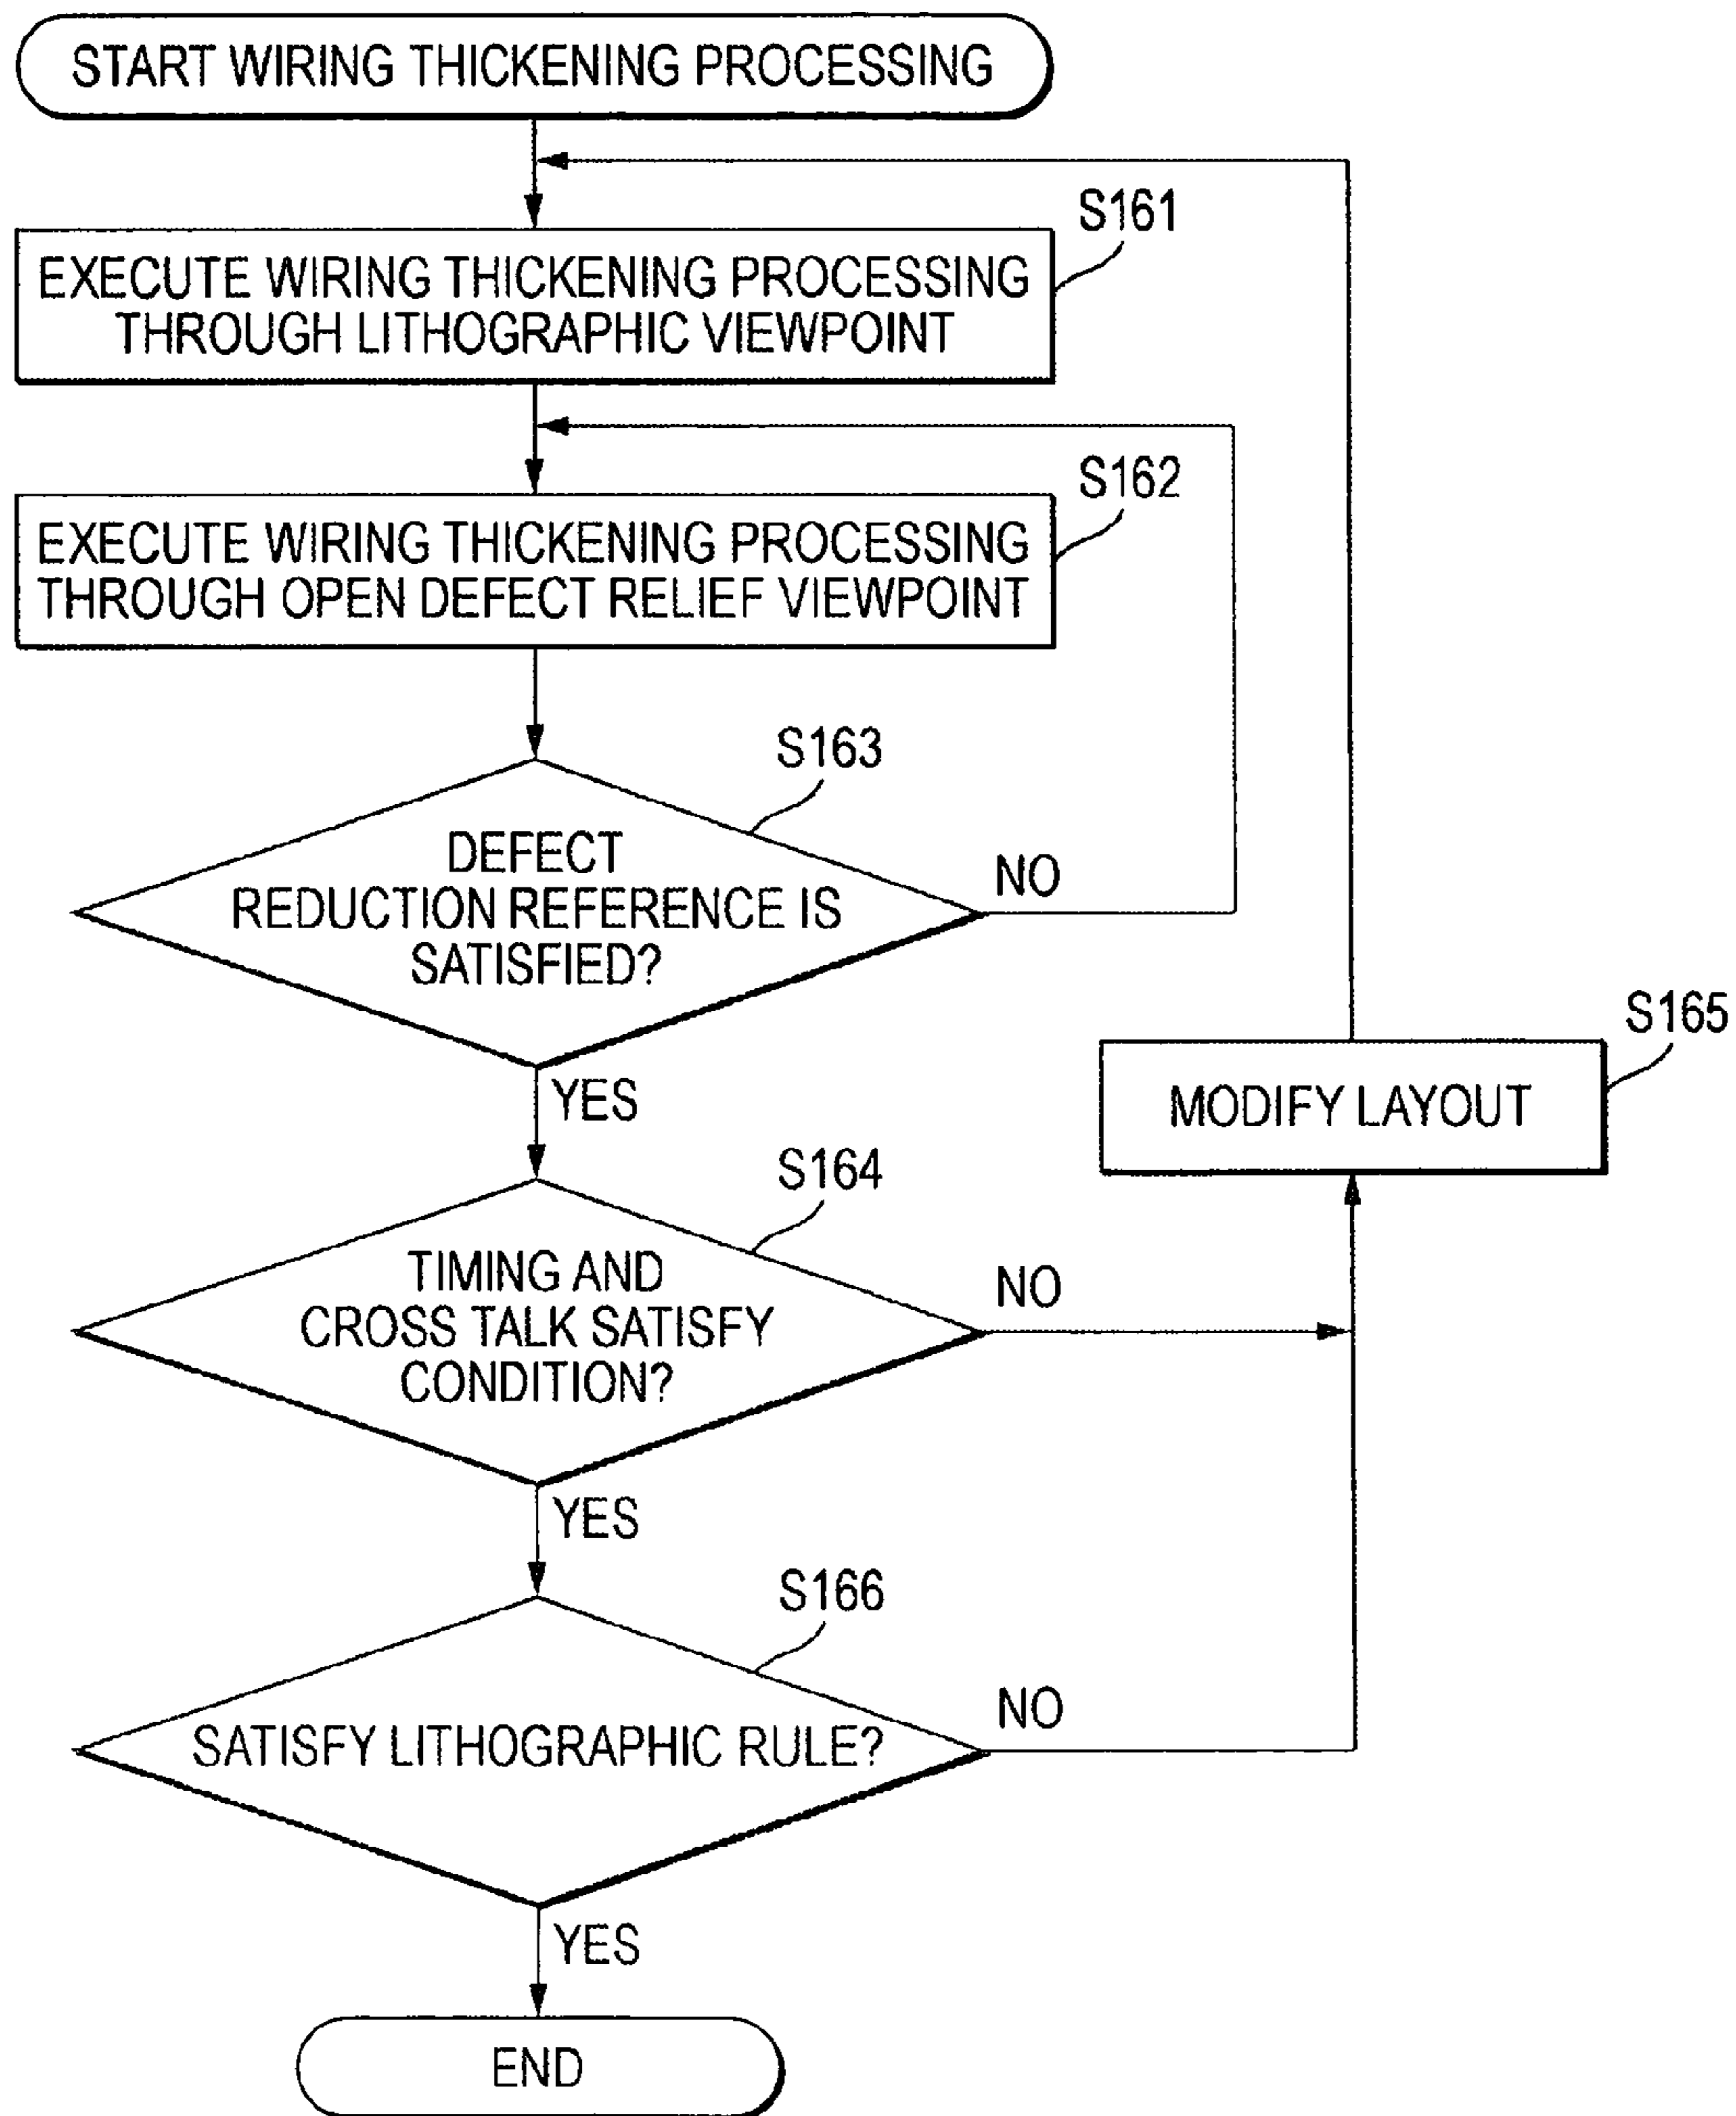 START WIRING THICKENING PROCESSING
S161
EXECUTE WIRING THICKENING PROCESSING
THROUGH LITHOGRAPHIC VIEWPOINT
S162
EXECUTE WIRING THICKENING PROCESSING
THROUGH OPEN DEFECT RELIEF VIEWPOINT
S163
DEFECT
REDUCTION REFERENCE IS
SATISFIED?
NO
YES
S165
MODIFY LAYOUT
S164
TIMING AND
CROSS TALK SATISFY
CONDITION?
NO
YES
S166
SATISFY LITHOGRAPHIC RULE?
NO
YES
END